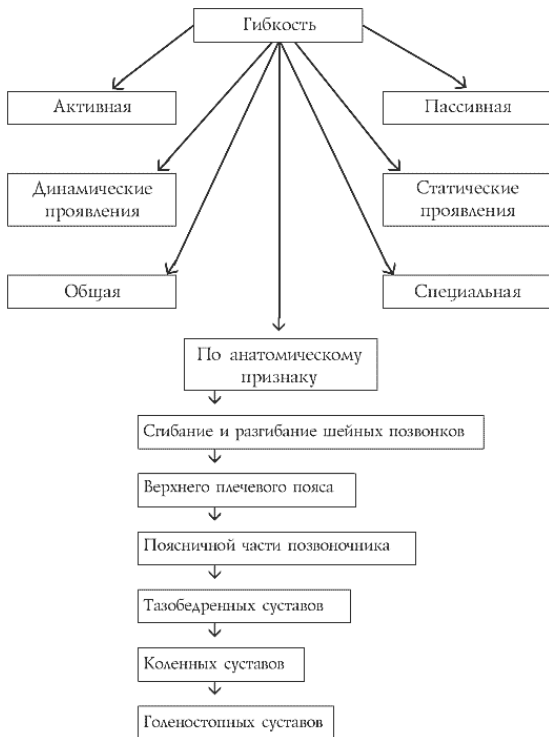 Гибкость
Активная
Пассивная
Динамические
проявления
Статические
проявления
Общая
Специальная
По анатомическому
признаку
Сгибание и разгибание шейных позвонков
Верхнего плечевого пояса
Поясничной части позвоночника
Тазобедренных суставов
Коленных суставов
Голеностопных суставов